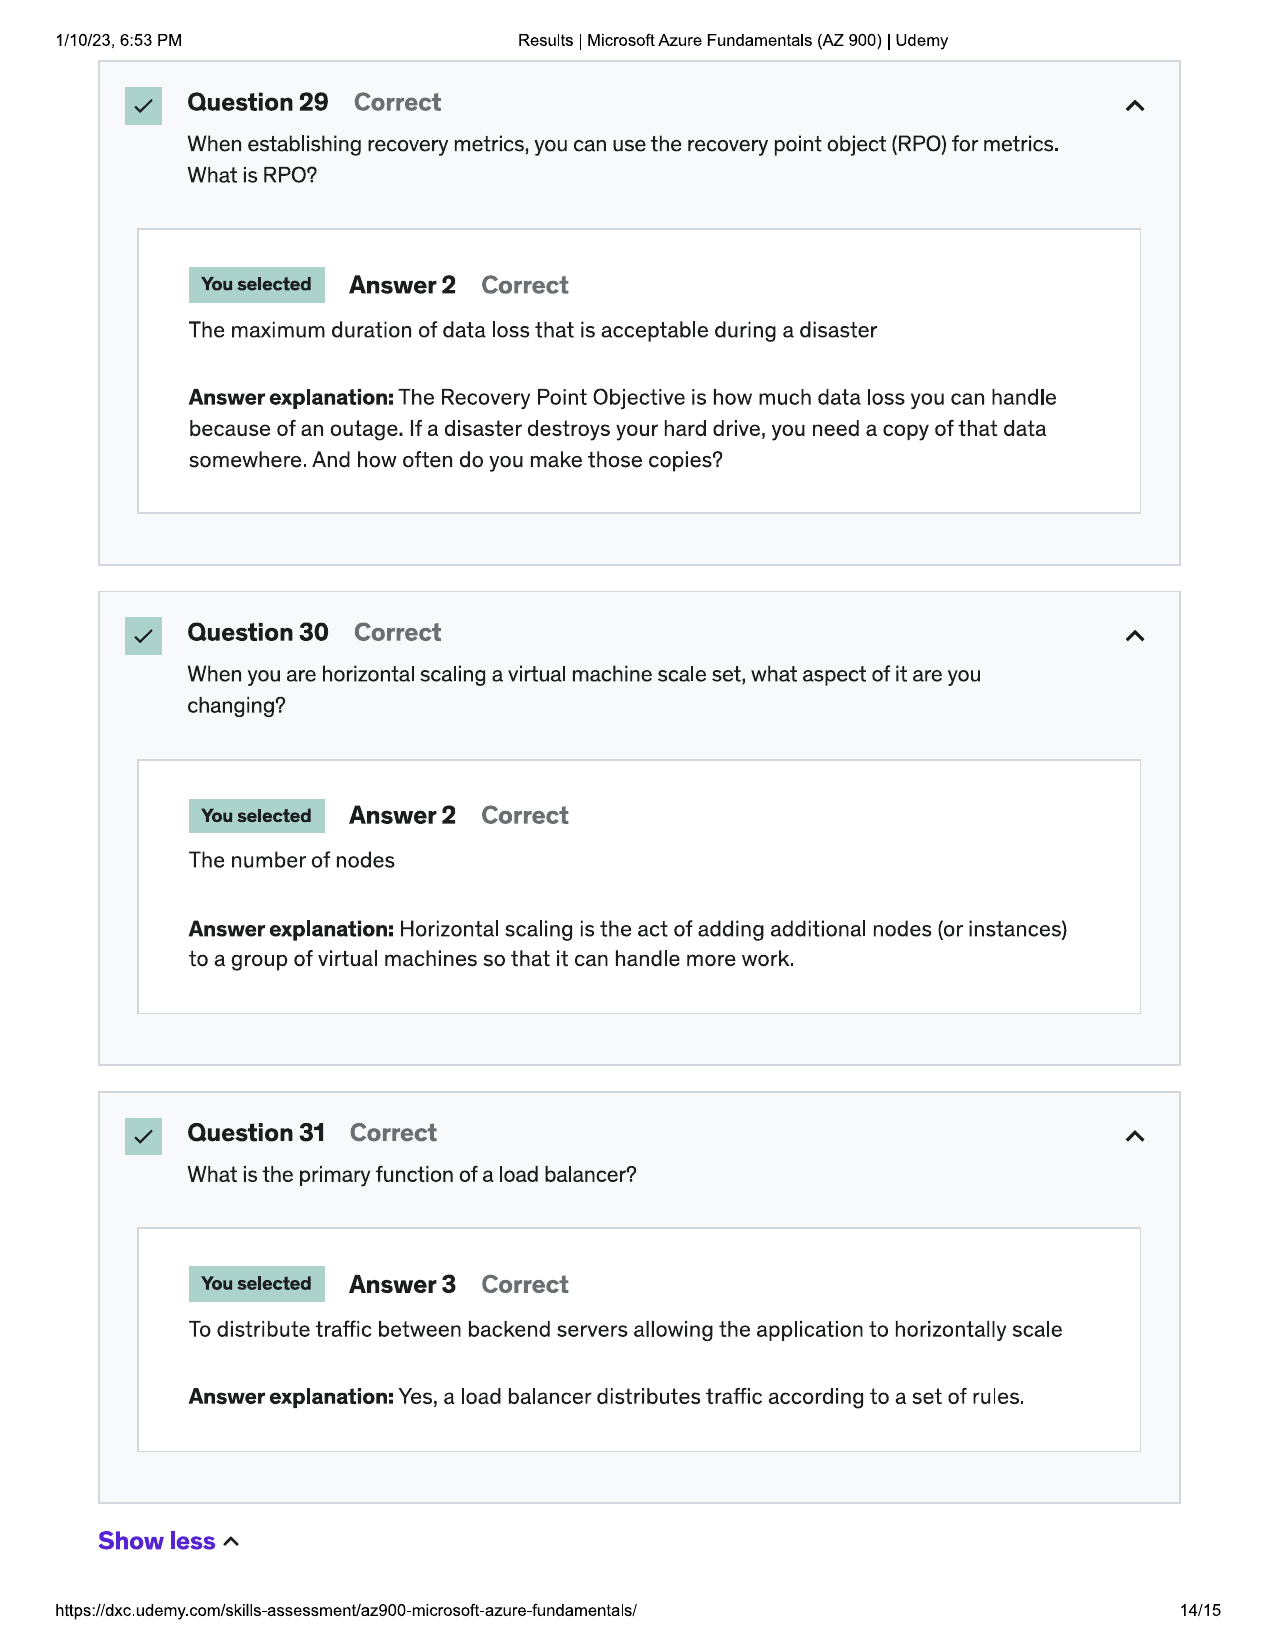 1/10/23, 6:53 PM
Results | Microsoft Azure Fundamentals (AZ 900) | Udemy
Question 29 Correct
When establishing recovery metrics, you can use the recovery point object (RPO) for metrics.
What is RPO?
You selected Answer 2 Correct
The maximum duration of data loss that is acceptable during a disaster
Answer explanation: The Recovery Point Objective is how much data loss you can handle
because of an outage. If a disaster destroys your hard drive, you need a copy of that data
somewhere. And how often do you make those copies?
Question 30 Correct
When you are horizontal scaling a virtual machine scale set, what aspect of it are you
changing?
You selected Answer 2 Correct
The number of nodes
Answer explanation: Horizontal scaling is the act of adding additional nodes (or instances)
to a group of virtual machines so that it can handle more work.
Question 31 Correct
What is the primary function of a load balancer?
You selected Answer 3 Correct
To distribute traffic between backend servers allowing the application to horizontally scale
Answer explanation: Yes, a load balancer distributes traffic according to a set of rules.
Show less
https://dxc.udemy.com/skills-assessment/az900-microsoft-azure-fundamentals/
14/15